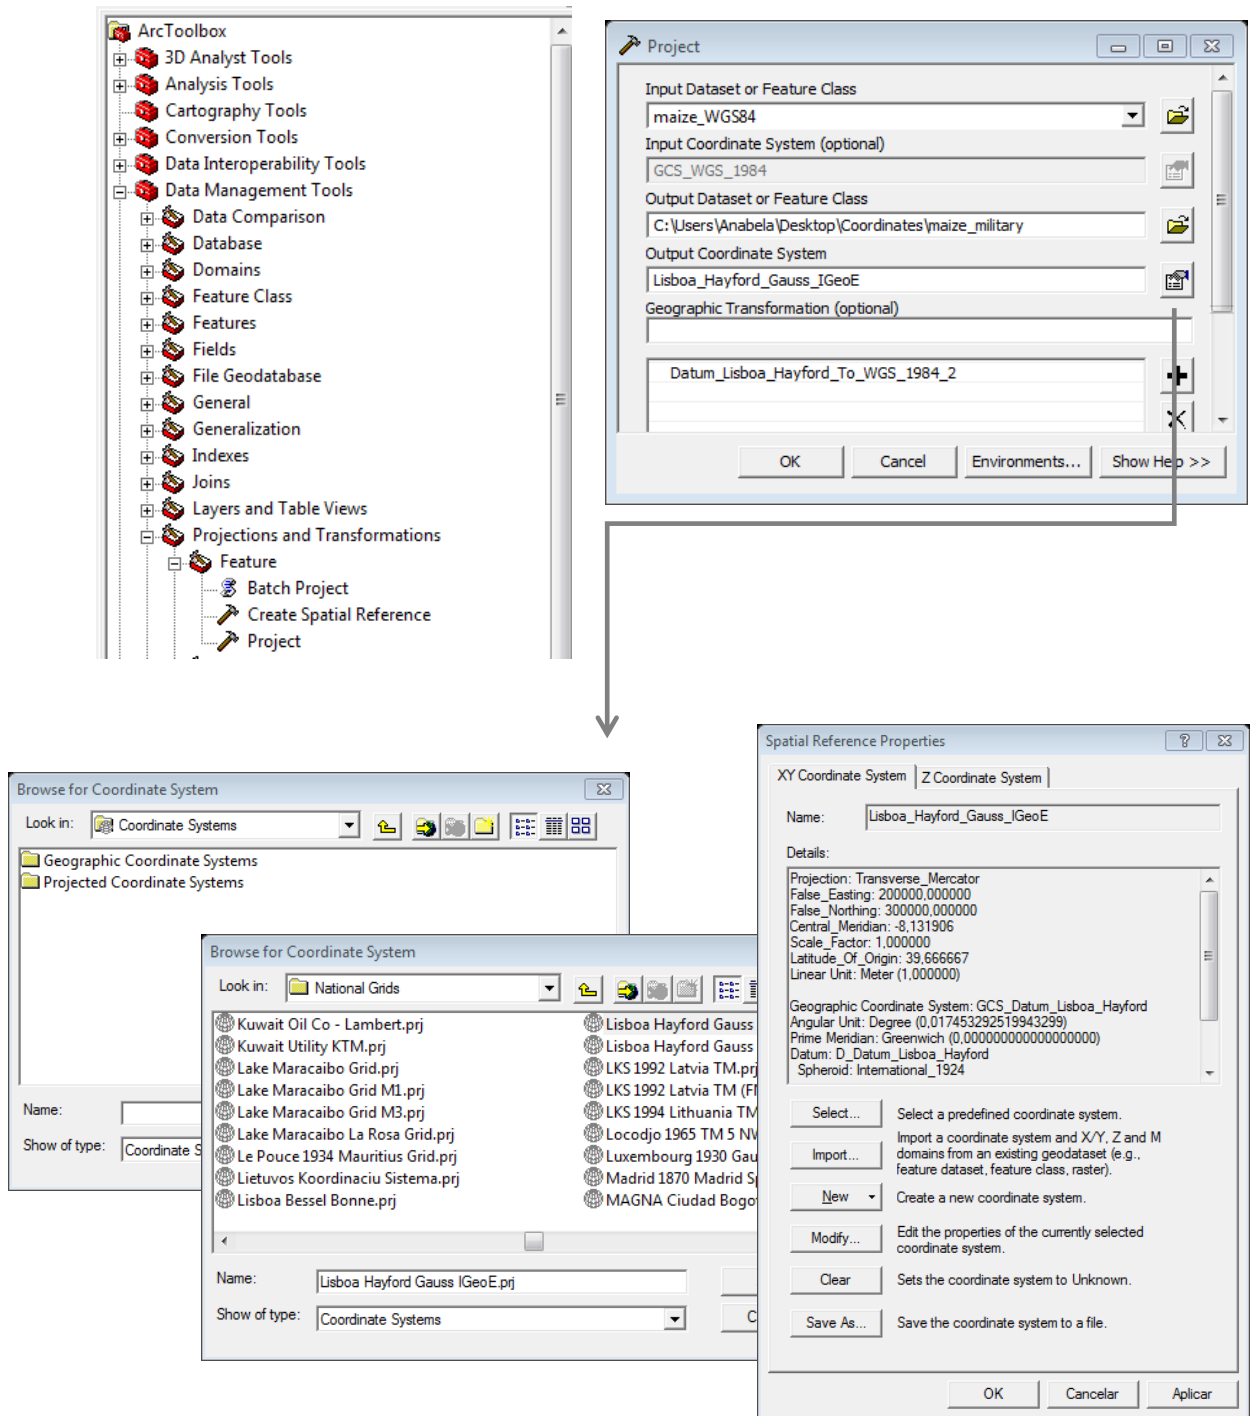 ArcToolbox
3D Analyst Tools
Analysis Tools
Cartography Tools
Conversion Tools
Data Interoperability Tools
Data Management Tools
Data Comparison
Database
Domains
Feature Class
Features
Fields
File Geodatabase
General
Generalization
Indexes
Joins
Layers and Table Views
Projections and Transformations
Feature
Batch Project
Create Spatial Reference
Project
Project
Input Dataset or Feature Class
maize_WGS84
Input Coordinate System (optional)
GCS_WGS_1984
Output Dataset or Feature Class
C:\Users\Anabela\Desktop\Coordinates\maize_military
Output Coordinate System
Lisboa_Hayford_Gauss_IGeoE
Geographic Transformation (optional)
Datum_Lisboa_Hayford_To_WGS_1984_2
OK Cancel Environments... Show Help >>
Browse for Coordinate System
Look in: Coordinate Systems
Geographic Coordinate Systems
Projected Coordinate Systems
Name:
Show of type: Coordinate S
Browse for Coordinate System
Look in: National Grids
Kuwait Oil Co - Lambert.prj
Kuwait Utility KTM.prj
Lake Maracaibo Grid.prj
Lake Maracaibo Grid M1.prj
Lake Maracaibo Grid M3.prj
Lake Maracaibo La Rosa Grid.prj
Le Pouce 1934 Mauritius Grid.prj
Lietuvos Koordinaciu Sistema.prj
Lisboa Bessel Bonne.prj
Lisboa Hayford Gauss
Lisboa Hayford Gauss
LKS 1992 Latvia TM.prj
LKS 1992 Latvia TM (F
LKS 1994 Lithuania TM
Locodjo 1965 TM 5 N
Luxembourg 1930 Gau
Madrid 1870 Madrid S
MAGNA Ciudad Bogo
Name: Lisboa Hayford Gauss IGeoE.prj
Show of type: Coordinate Systems
C
Spatial Reference Properties
XY Coordinate System Z Coordinate System
Name: Lisboa_Hayford_Gauss_IGeoE
Details:
Projection: Transverse_Mercator
False_Easting: 200000,000000
False_Northing: 300000,000000
Central_Meridian: -8,131906
Scale_Factor: 1,000000
Latitude_Of_Origin: 39,666667
Linear Unit: Meter (1,000000)
Geographic Coordinate System: GCS_Datum_Lisboa_Hayford
Angular Unit: Degree (0,017453292519943299)
Prime Meridian: Greenwich (0,000000000000000000)
Datum: D_Datum_Lisboa_Hayford
Spheroid: International_1924
Select... Select a predefined coordinate system.
Import... Import a coordinate system and X/Y, Z and M
domains from an existing geodataset (e.g.,
feature dataset, feature class, raster).
New Create a new coordinate system.
Modify... Edit the properties of the currently selected
coordinate system.
Clear Sets the coordinate system to Unknown.
Save As... Save the coordinate system to a file.
OK Cancelar Aplicar